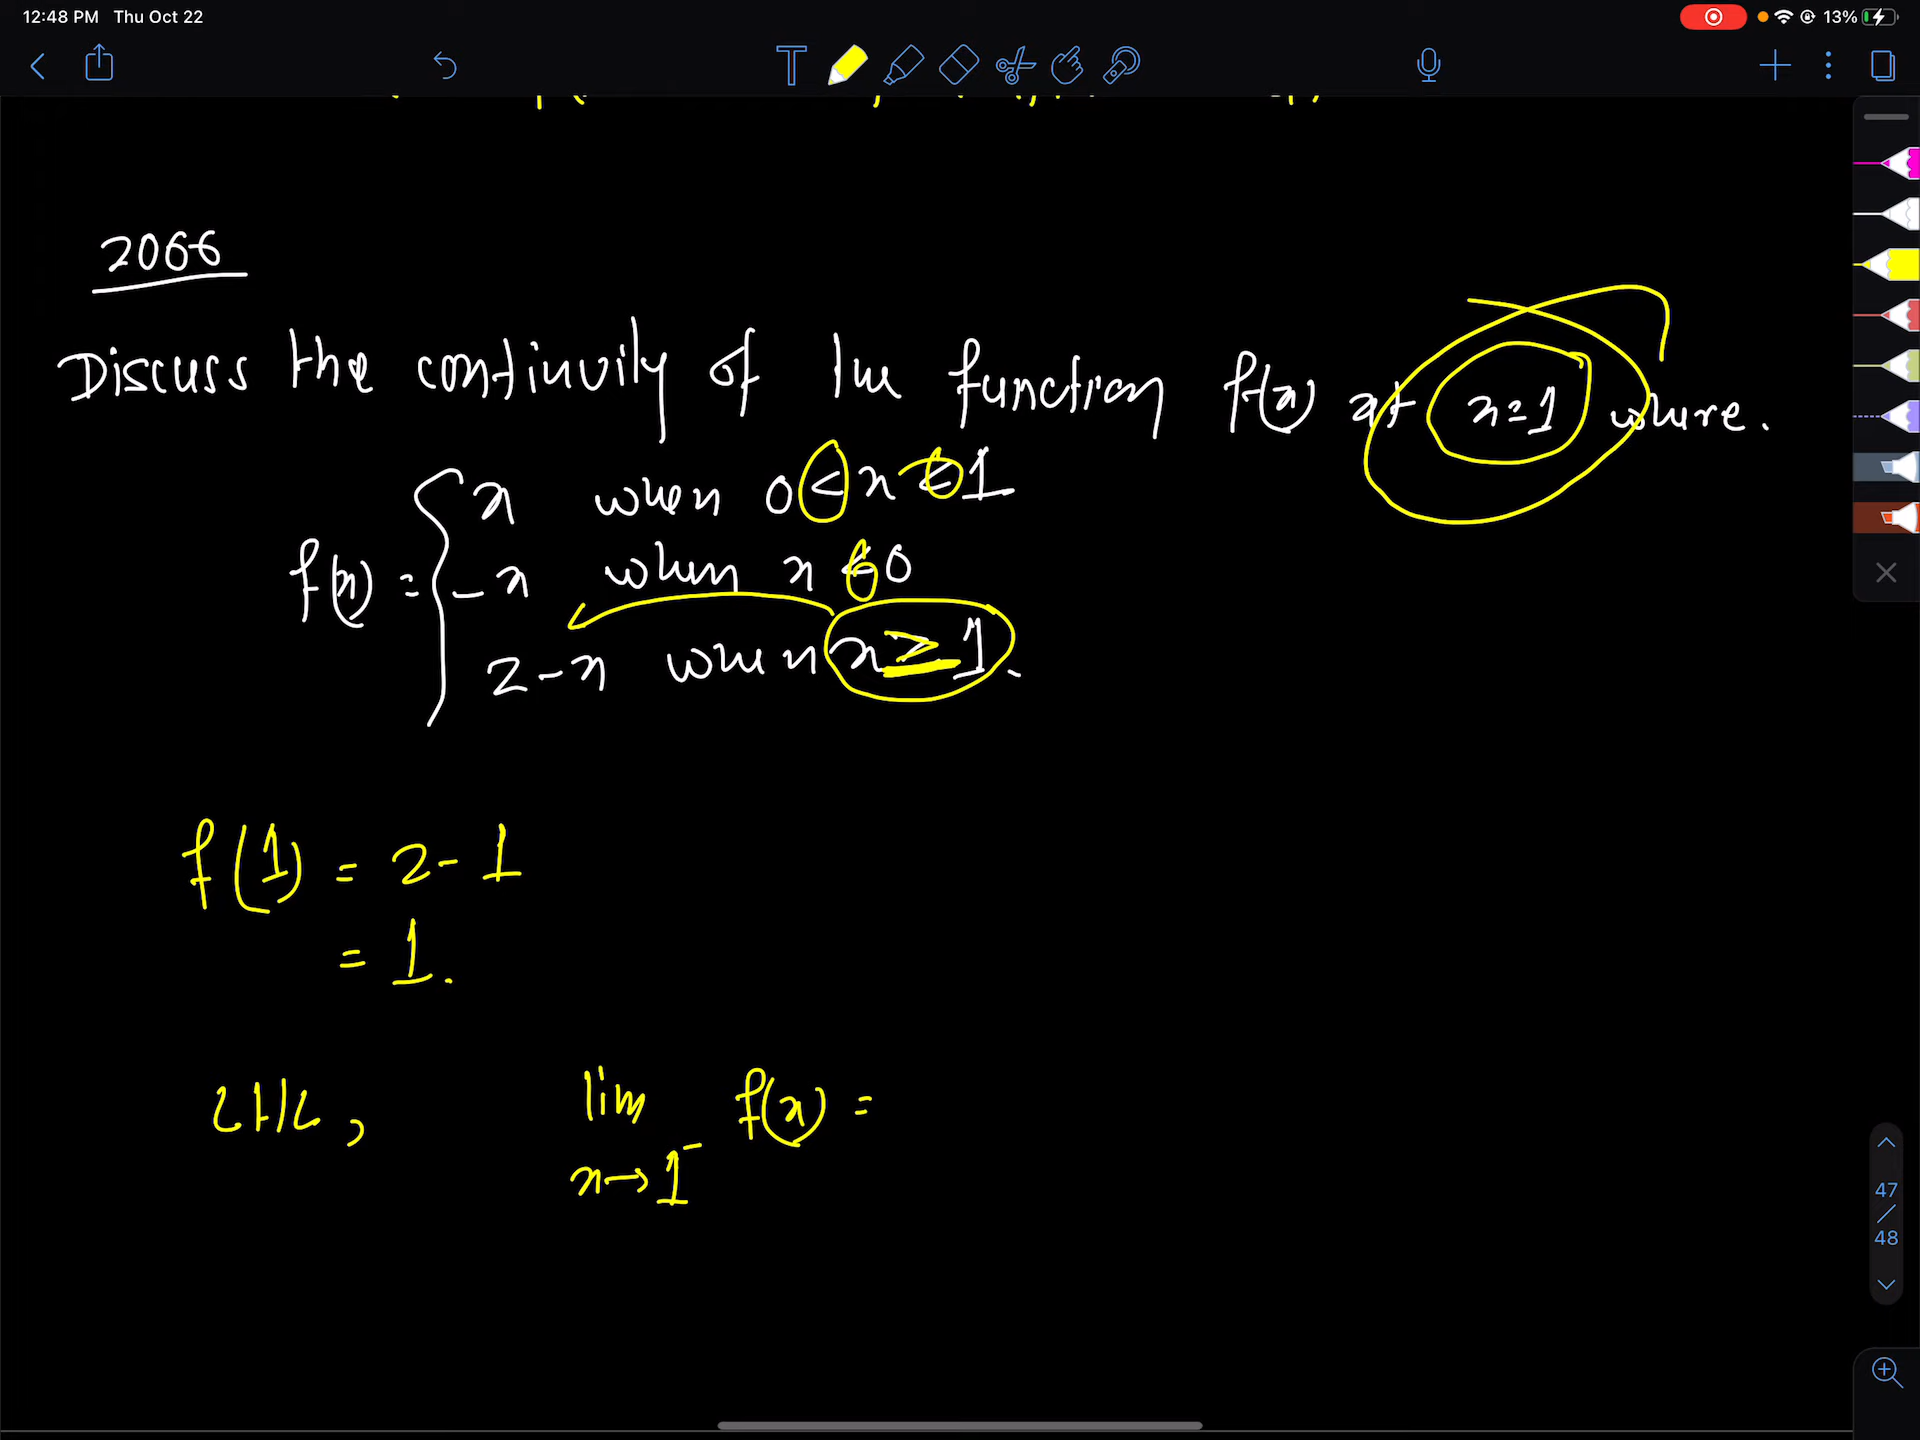 12:48 PM Thu Oct 22
13%
2066
Discuss the continuity of the function f(x) at x=1 where.
x when 0 < x < 1
f(x) = { -x when x < 0
2-x when x ≥ 1.
f(1) = 2-1
= 1.
LHL, lim f(x) =
x→1⁻
47
/
48